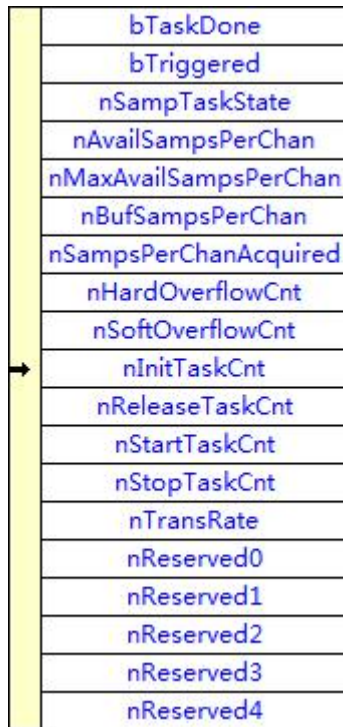 bTaskDone
bTriggered
nSampTaskState
nAvailSampsPerChan
nMaxAvailSampsPerChan
nBufSampsPerChan
nSampsPerChanAcquired
nHardOverflowCnt
nSoftOverflowCnt
nInitTaskCnt
nReleaseTaskCnt
nStartTaskCnt
nStopTaskCnt
nTransRate
nReserved0
nReserved1
nReserved2
nReserved3
nReserved4